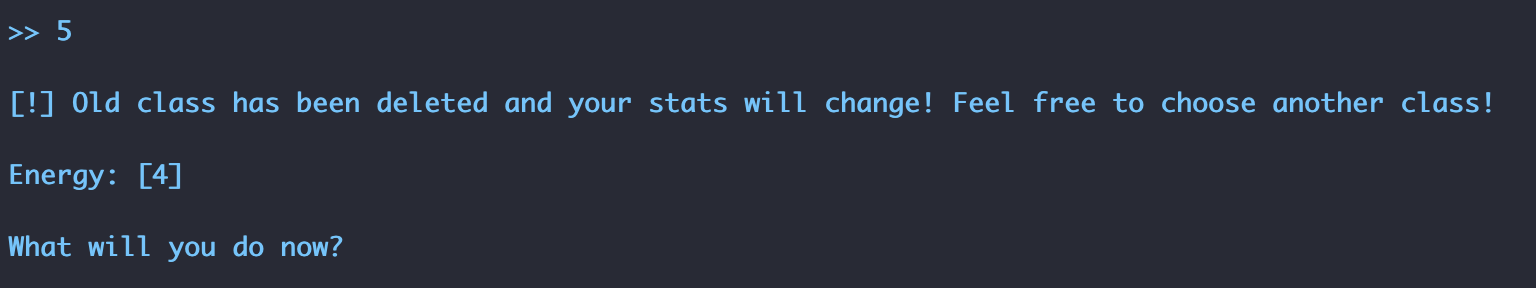 >> 5
[!] Old class has been deleted and your stats will change! Feel free to choose another class!
Energy: [4]
What will you do now?